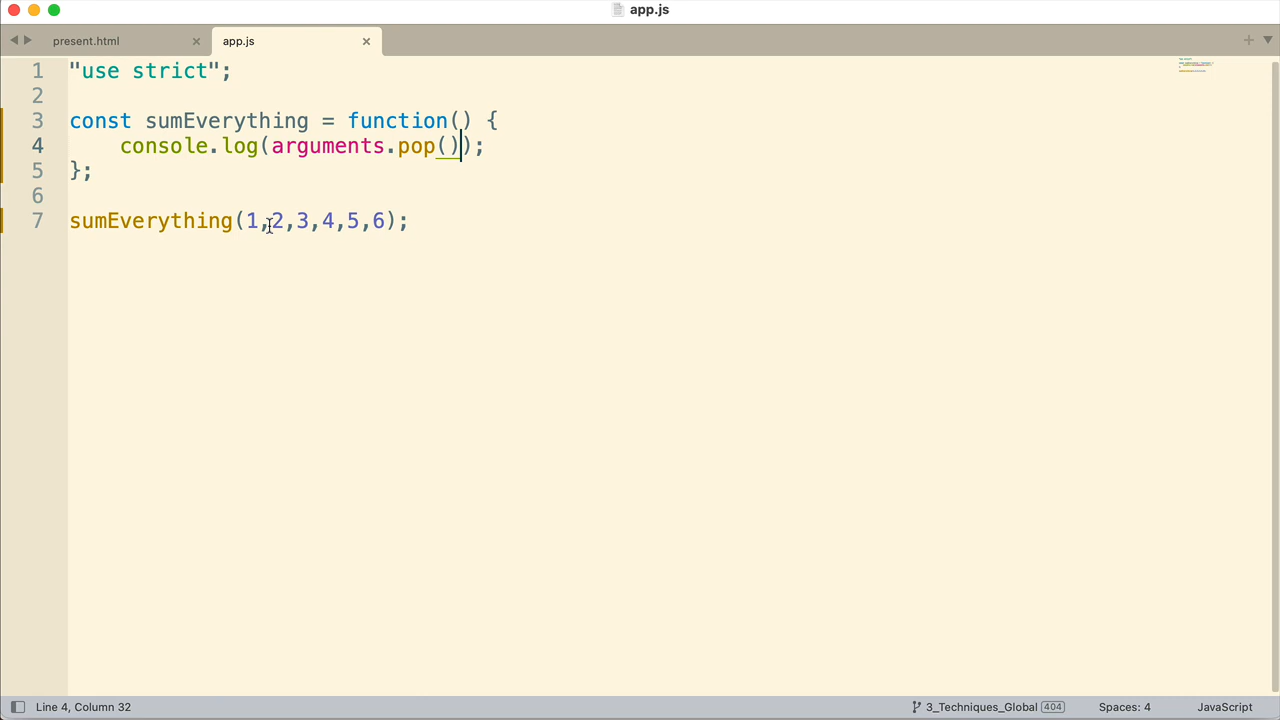 app.js
present.html
app.js
1 "use strict";
2
3 const sumEverything = function() {
4     console.log(arguments.pop());
5 };
6
7 sumEverything(1,2,3,4,5,6);
Line 4, Column 32
3_Techniques_Global 404
Spaces: 4
JavaScript